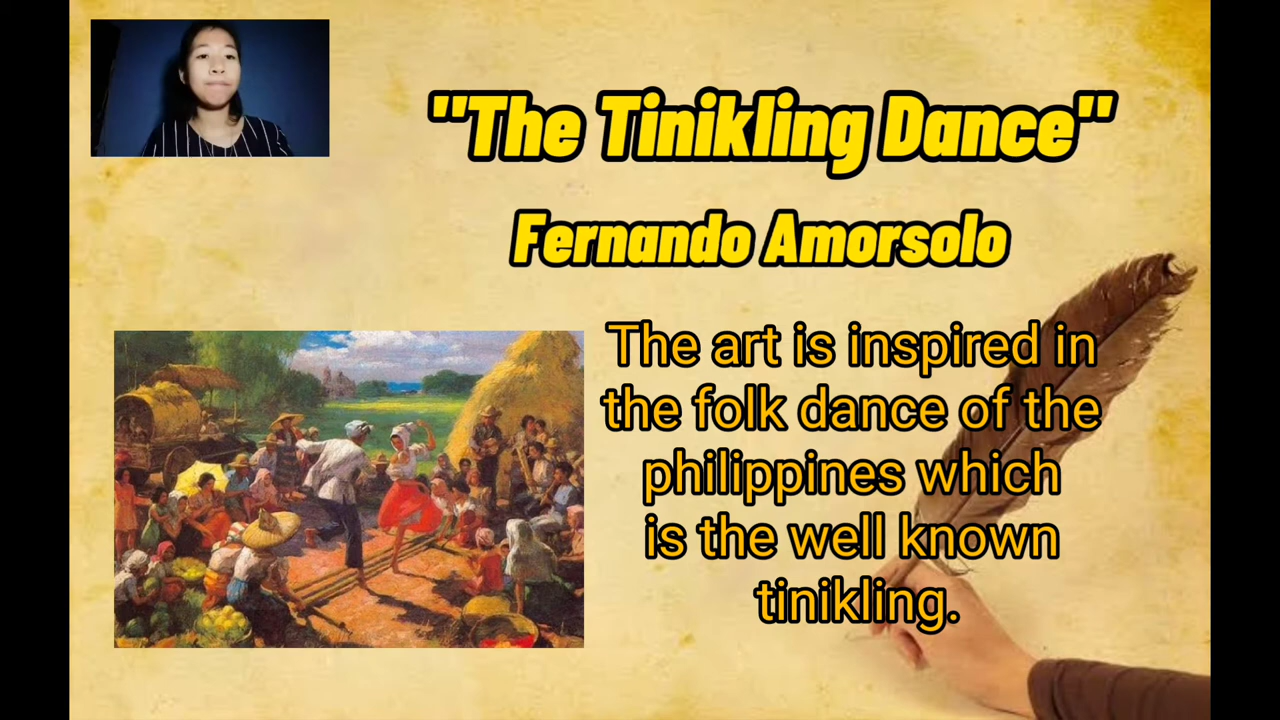 "The Tinikling Dance"
Fernando Amorsolo
The art is inspired in
the folk dance of the
philippines which
is the well known
tinikling.